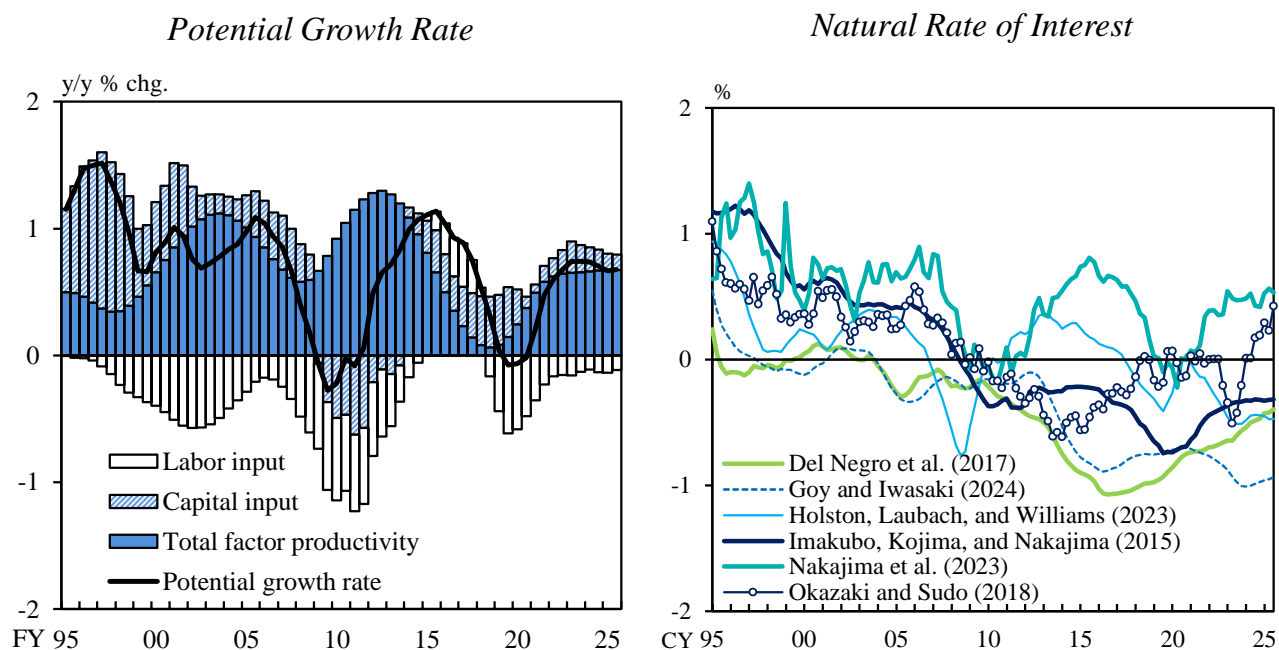 Potential Growth Rate
y/y % chg.
2
1
0
-1
-2
Labor input
Capital input
Total factor productivity
Potential growth rate
FY 95 00 05 10 15 20 25
Natural Rate of Interest
%
2
1
0
-1
-2
Del Negro et al. (2017)
Goy and Iwasaki (2024)
Holston, Laubach, and Williams (2023)
Imakubo, Kojima, and Nakajima (2015)
Nakajima et al. (2023)
Okazaki and Sudo (2018)
CY 95 00 05 10 15 20 25